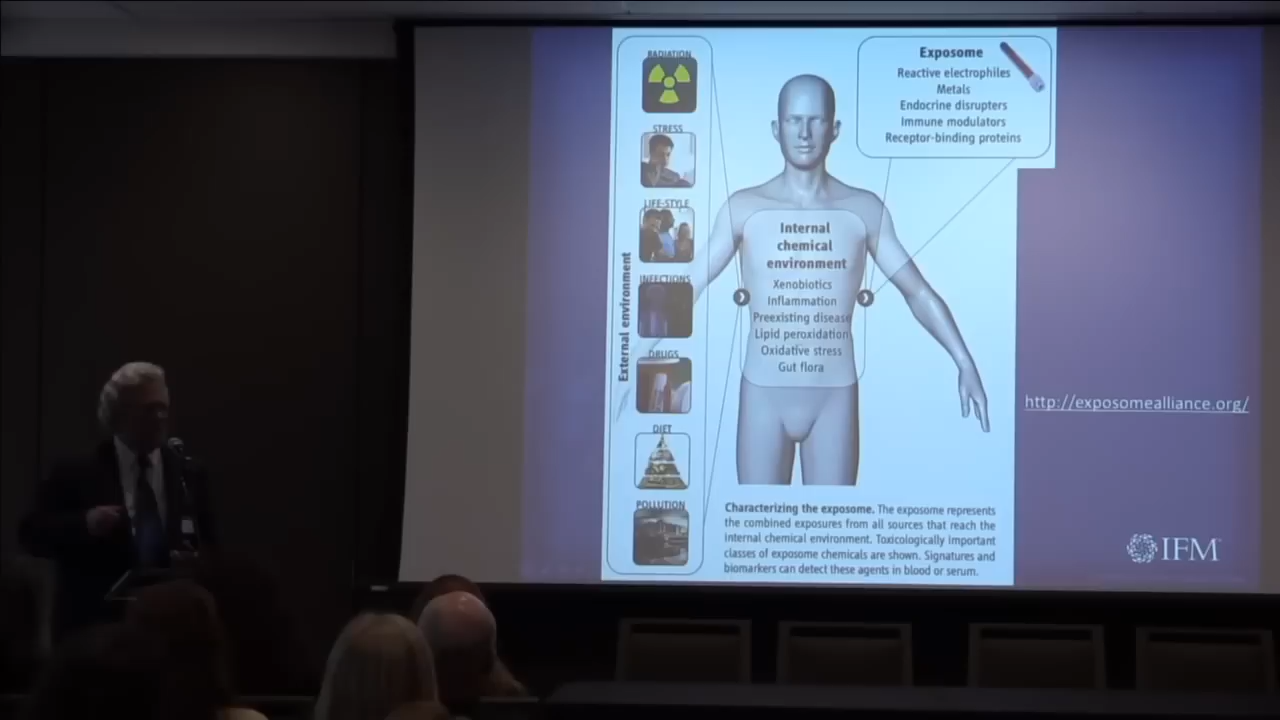 RADIATION
STRESS
LIFE-STYLE
INFECTIONS
DRUGS
DIET
POLLUTION
External environment
Exposome
Reactive electrophiles
Metals
Endocrine disrupters
Immune modulators
Receptor-binding proteins
Internal
chemical
environment
Xenobiotics
Inflammation
Preexisting disease
Lipid peroxidation
Oxidative stress
Gut flora
Characterizing the exposome. The exposome represents
the combined exposures from all sources that reach the
internal chemical environment. Toxicologically important
classes of exposome chemicals are shown. Signatures and
biomarkers can detect these agents in blood or serum.
http://exposomealliance.org/
IFM